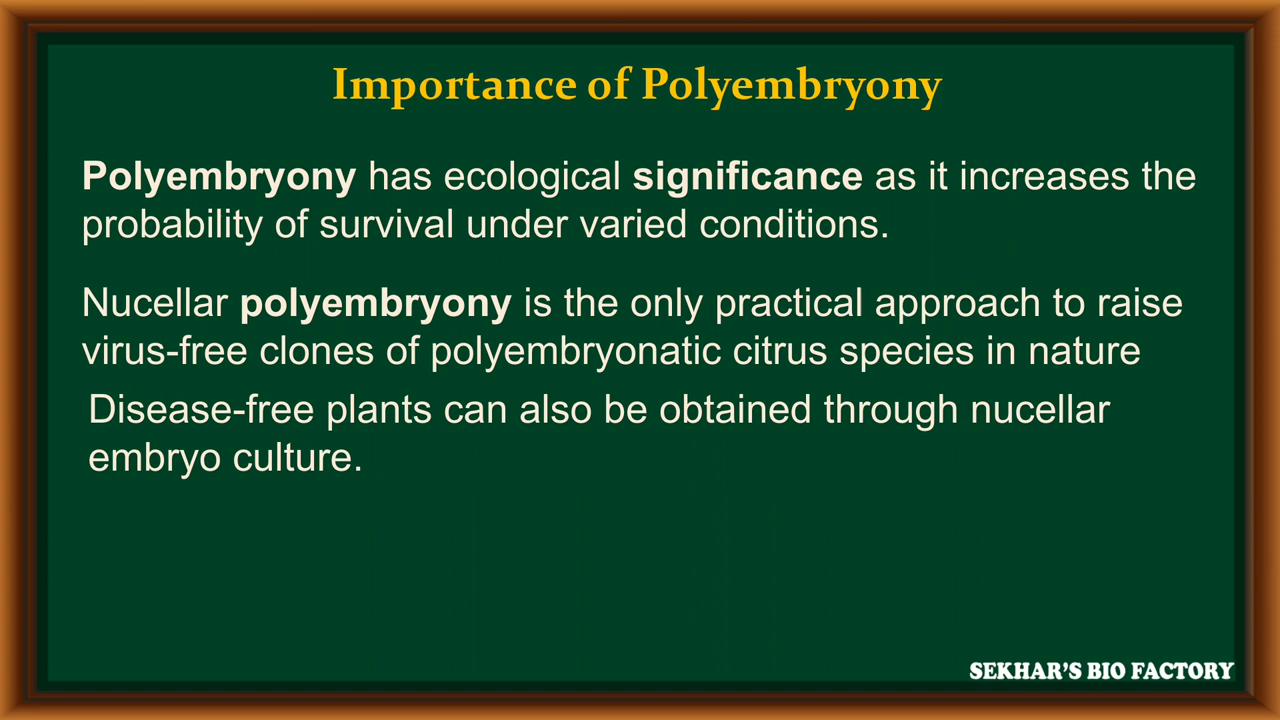 Importance of Polyembryony
Polyembryony has ecological significance as it increases the
probability of survival under varied conditions.
Nucellar polyembryony is the only practical approach to raise
virus-free clones of polyembryonatic citrus species in nature
Disease-free plants can also be obtained through nucellar
embryo culture.
SEKHAR'S BIO FACTORY